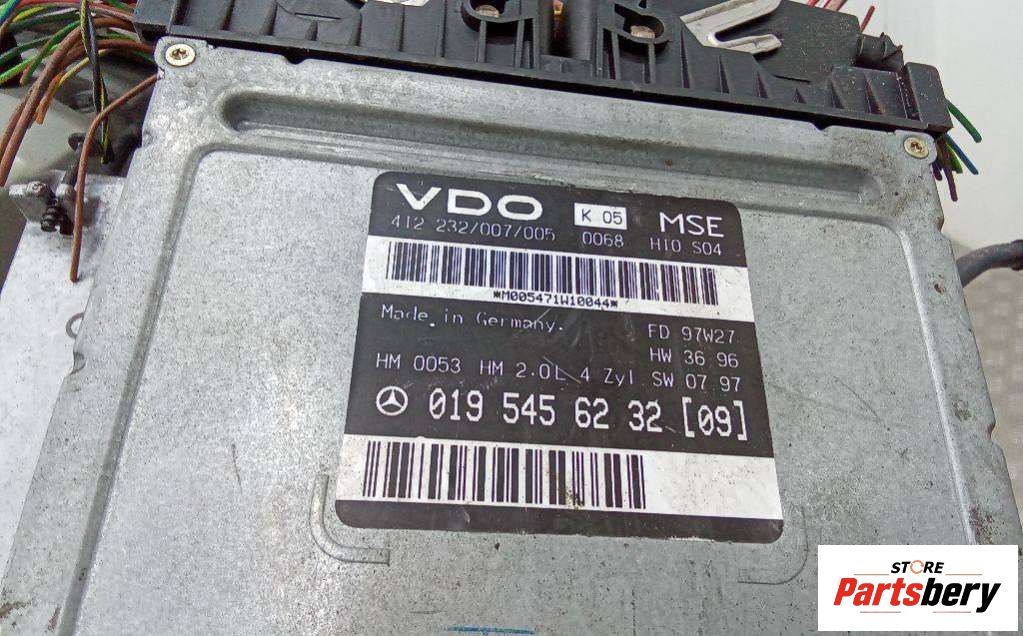 VDO K 05 MSE
412 232/007/005 0068 H10 S04
*M005471W10044*
Made in Germany. FD 97W27
HW 36 96
HM 0053 HM 2.0L 4 Zyl SW 07 97
019 545 62 32 [09]
STORE
Partsbery